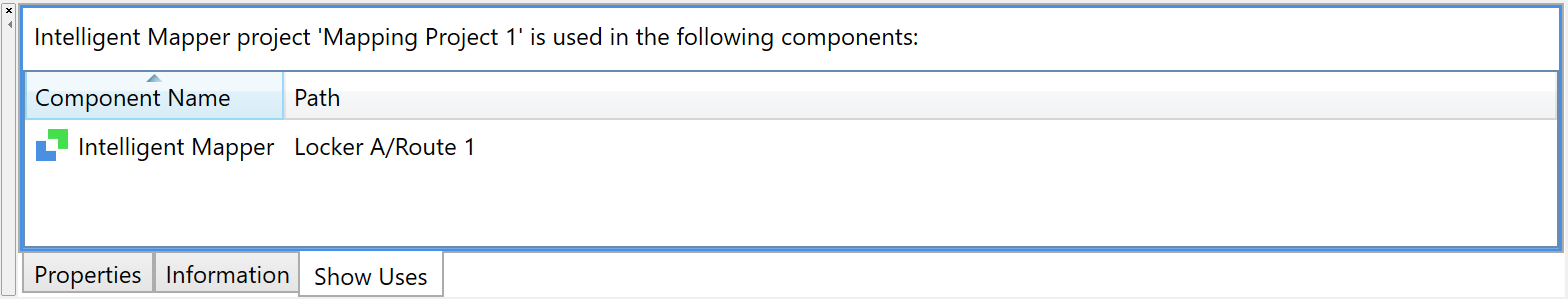 Intelligent Mapper project 'Mapping Project 1' is used in the following components:
Component Name Path
Intelligent Mapper Locker A/Route 1
Properties Information Show Uses